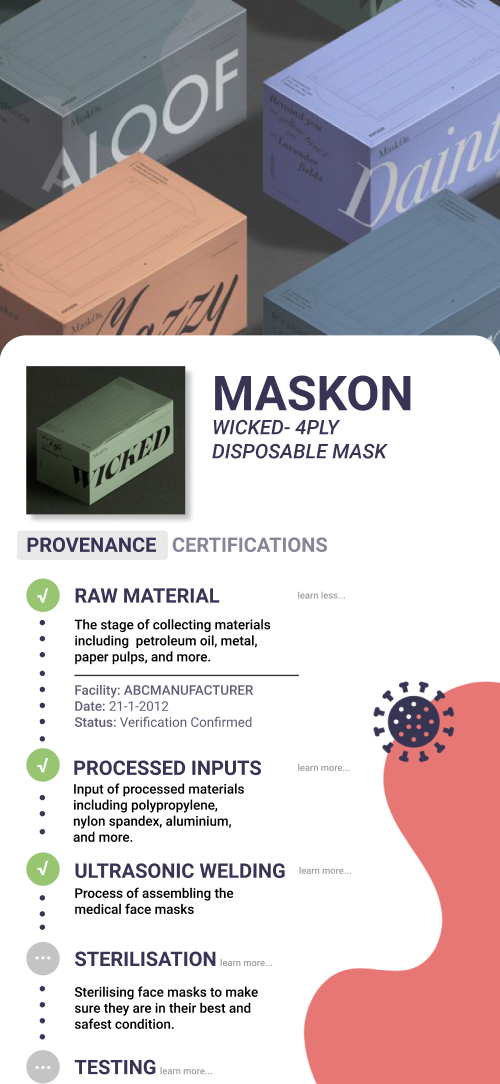 ALOOF
MaskOn.
Remind you
Lavender
fields
Dainty
MaskOn.
Jazzy
WICKED
MASKON
WICKED- 4PLY
DISPOSABLE MASK
PROVENANCE CERTIFICATIONS
√ RAW MATERIAL learn less...
The stage of collecting materials
including petroleum oil, metal,
paper pulps, and more.
Facility: ABCMANUFACTURER
Date: 21-1-2012
Status: Verification Confirmed
√ PROCESSED INPUTS learn more...
Input of processed materials
including polypropylene,
nylon spandex, aluminium,
and more.
√ ULTRASONIC WELDING learn more...
Process of assembling the
medical face masks
... STERILISATION learn more...
Sterilising face masks to make
sure they are in their best and
safest condition.
... TESTING learn more...